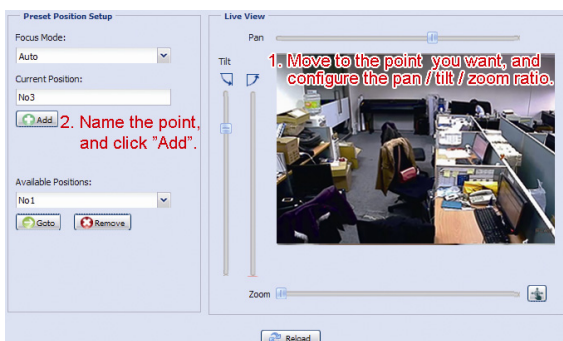 Preset Position Setup
Focus Mode:
Auto
Current Position:
No3
Add
2. Name the point,
and click "Add".
Available Positions:
No1
Goto
Remove
Live View
Pan
Tilt
1. Move to the point you want, and
configure the pan / tilt / zoom ratio.
Zoom
Reload